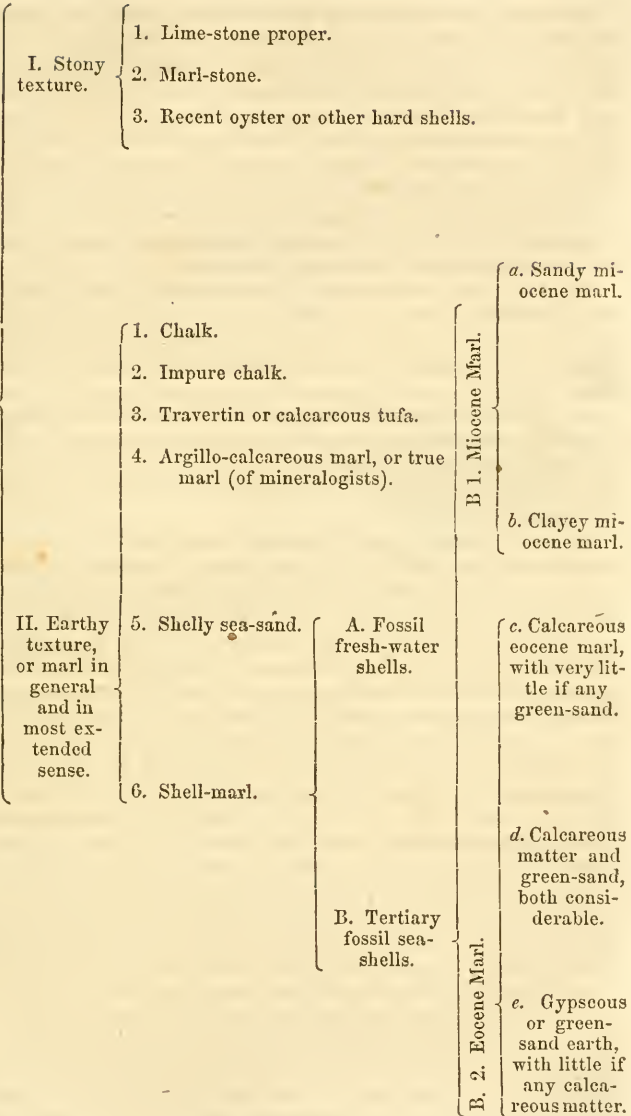 I. Stony
texture.
1. Lime-stone proper.
2. Marl-stone.
3. Recent oyster or other hard shells.
II. Earthy
texture,
or marl in
general
and in
most ex-
tended
sense.
1. Chalk.
2. Impure chalk.
3. Travertin or calcareous tufa.
4. Argillo-calcareous marl, or true
marl (of mineralogists).
5. Shelly sea-sand.
6. Shell-marl.
A. Fossil
fresh-water
shells.
B. Tertiary
fossil sea-
shells.
B 1. Miocene Marl.
a. Sandy mi-
ocene marl.
b. Clayey mi-
ocene marl.
B. 2. Eocene Marl.
c. Calcareous
eocene marl,
with very lit-
tle if any
green-sand.
d. Calcareous
matter and
green-sand,
both consi-
derable.
e. Gypseous
or green-
sand earth,
with little if
any calca-
reous matter.